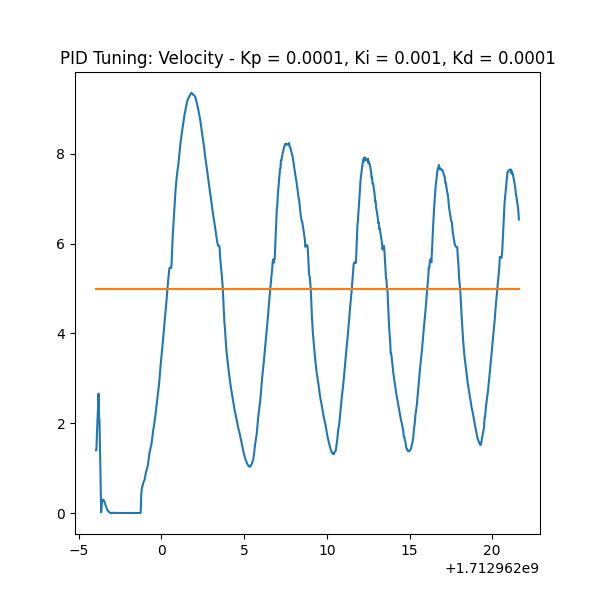 PID Tuning: Velocity - Kp = 0.0001, Ki = 0.001, Kd = 0.0001
8
6
4
2
0
−5 0 5 10 15 20
+1.712962e9